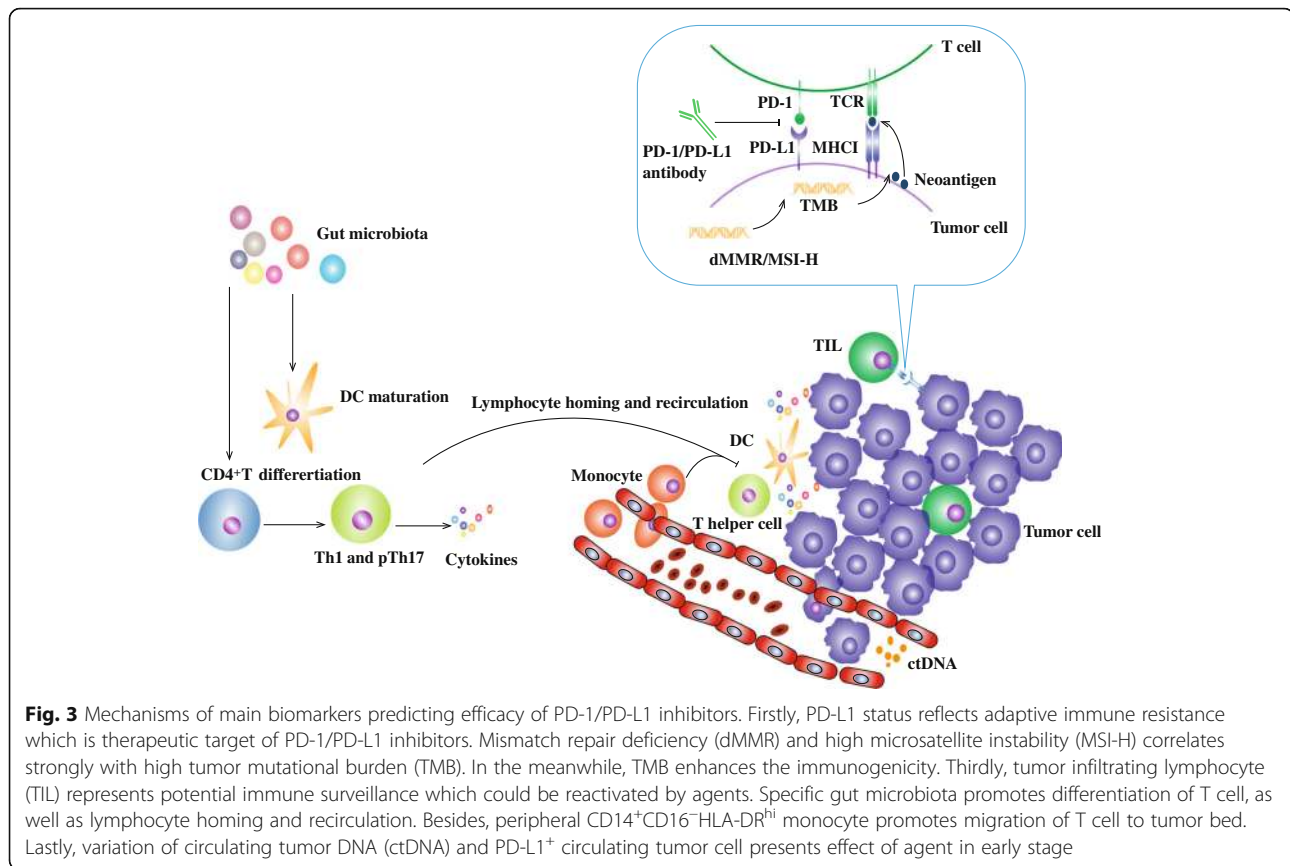 T cell
PD-1
TCR
PD-1/PD-L1
antibody
PD-L1
MHCI
Neoantigen
TMB
Tumor cell
dMMR/MSI-H
Gut microbiota
TIL
DC maturation
Lymphocyte homing and recirculation
DC
CD4+T differertiation
Monocyte
T helper cell
Tumor cell
Th1 and pTh17
Cytokines
ctDNA
Fig. 3 Mechanisms of main biomarkers predicting efficacy of PD-1/PD-L1 inhibitors. Firstly, PD-L1 status reflects adaptive immune resistance
which is therapeutic target of PD-1/PD-L1 inhibitors. Mismatch repair deficiency (dMMR) and high microsatellite instability (MSI-H) correlates
strongly with high tumor mutational burden (TMB). In the meanwhile, TMB enhances the immunogenicity. Thirdly, tumor infiltrating lymphocyte
(TIL) represents potential immune surveillance which could be reactivated by agents. Specific gut microbiota promotes differentiation of T cell, as
well as lymphocyte homing and recirculation. Besides, peripheral CD14+CD16−HLA-DRhi monocyte promotes migration of T cell to tumor bed.
Lastly, variation of circulating tumor DNA (ctDNA) and PD-L1+ circulating tumor cell presents effect of agent in early stage